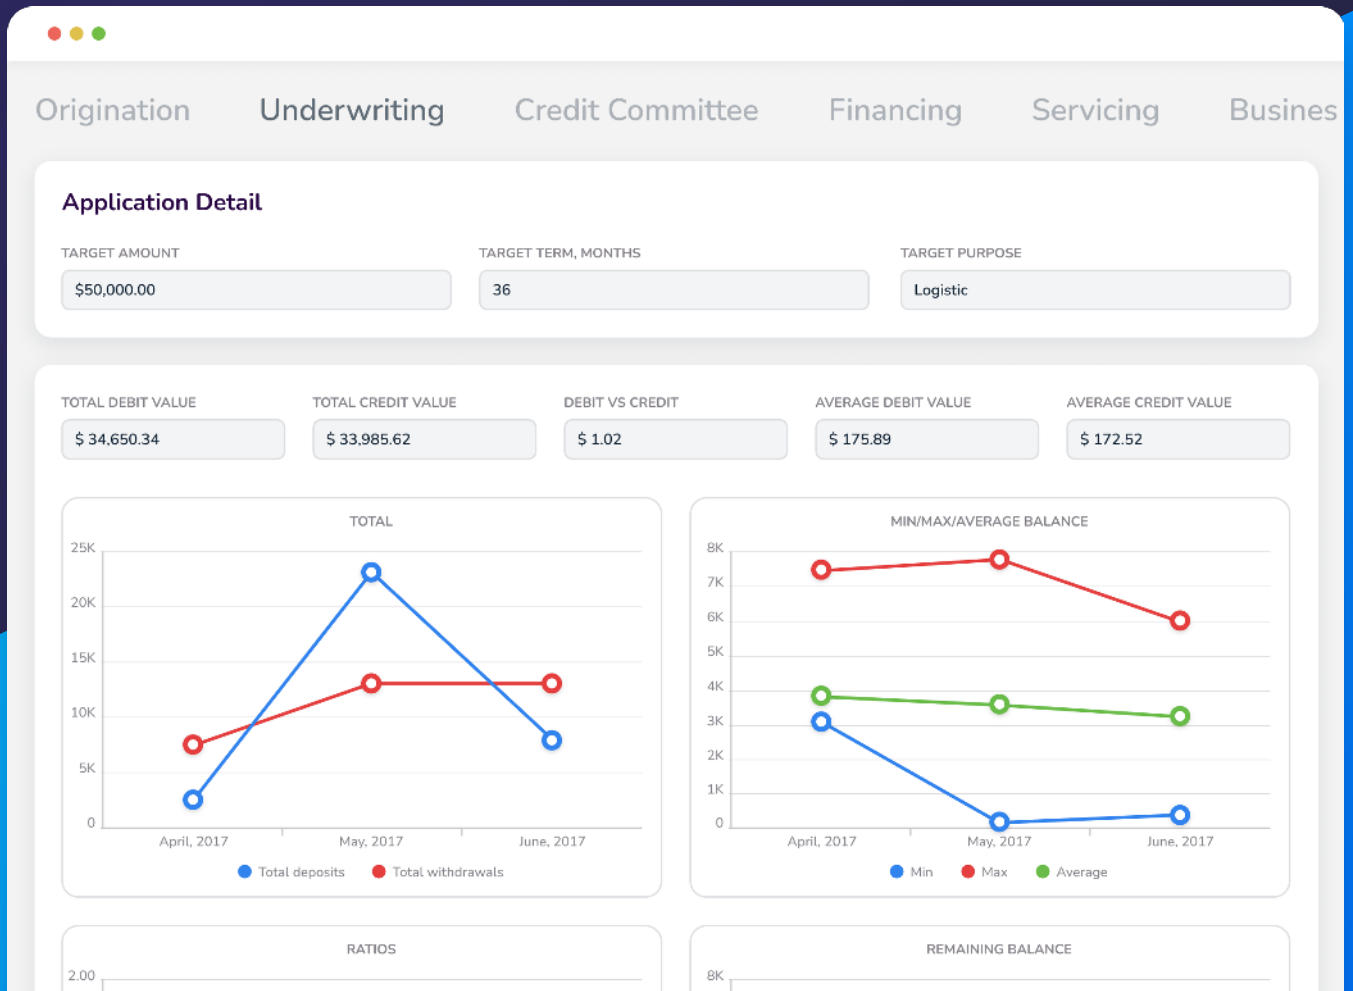 Origination Underwriting Credit Committee Financing Servicing Busines
Application Detail
TARGET AMOUNT TARGET TERM, MONTHS TARGET PURPOSE
$50,000.00 36 Logistic
TOTAL DEBIT VALUE TOTAL CREDIT VALUE DEBIT VS CREDIT AVERAGE DEBIT VALUE AVERAGE CREDIT VALUE
$ 34,650.34 $ 33,985.62 $ 1.02 $ 175.89 $ 172.52
TOTAL
25K
20K
15K
10K
5K
0
April, 2017 May, 2017 June, 2017
Total deposits Total withdrawals
MIN/MAX/AVERAGE BALANCE
8K
7K
6K
5K
4K
3K
2K
1K
0
April, 2017 May, 2017 June, 2017
Min Max Average
RATIOS
2.00
REMAINING BALANCE
8K